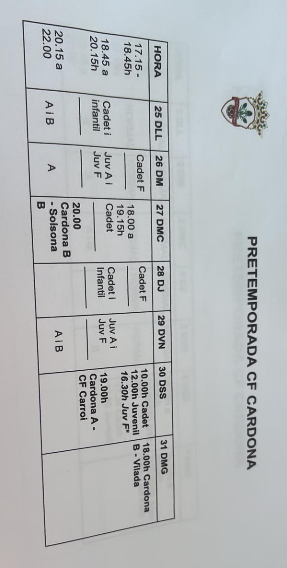 PRETEMPORADA CF CARDONA
HORA
25 DLL
26 DM
27 DMC
28 DJ
29 DVN
30 DSS
31 DMG
17.15 -
18.45h
Cadet F
18.00 a
19.15h
Cadet
Cadet F
10.00h Cadet
12.00h Juvenil
16.30h Juv F*
18.00h Cardona
B - Vilada
18.45 a
20.15h
Cadet i
infantil
Juv A i
Juv F
Cadet I
Infantil
Juv A i
Juv F
19.00h
Cardona A -
CF Carroi
20.15 a
22.00
A i B
A
20.00
Cardona B
- Solsona
B
A i B